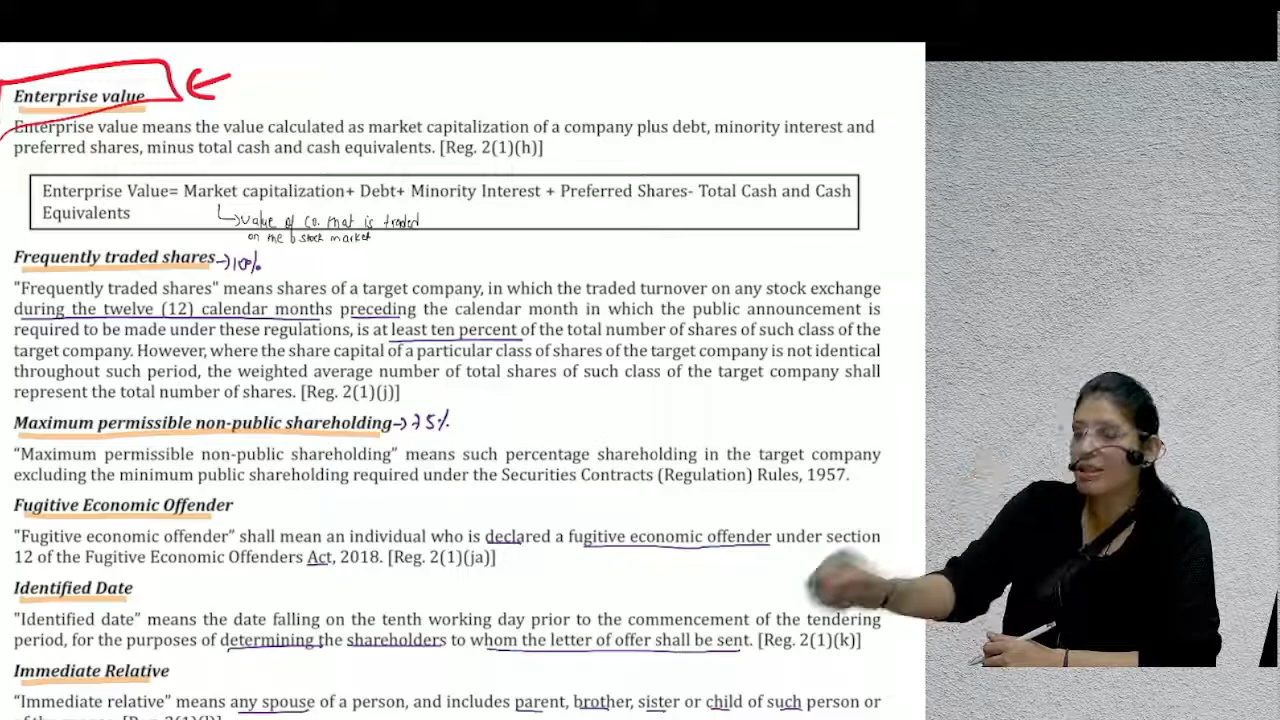 Enterprise value
Enterprise value means the value calculated as market capitalization of a company plus debt, minority interest and
preferred shares, minus total cash and cash equivalents. [Reg. 2(1)(h)]
Enterprise Value= Market capitalization+ Debt+ Minority Interest + Preferred Shares- Total Cash and Cash
Equivalents
value of co. that is traded
on the stock market
Frequently traded shares → 10%
"Frequently traded shares" means shares of a target company, in which the traded turnover on any stock exchange
during the twelve (12) calendar months preceding the calendar month in which the public announcement is
required to be made under these regulations, is at least ten percent of the total number of shares of such class of the
target company. However, where the share capital of a particular class of shares of the target company is not identical
throughout such period, the weighted average number of total shares of such class of the target company shall
represent the total number of shares. [Reg. 2(1)(j)]
Maximum permissible non-public shareholding → 75%
“Maximum permissible non-public shareholding” means such percentage shareholding in the target company
excluding the minimum public shareholding required under the Securities Contracts (Regulation) Rules, 1957.
Fugitive Economic Offender
"Fugitive economic offender” shall mean an individual who is declared a fugitive economic offender under section
12 of the Fugitive Economic Offenders Act, 2018. [Reg. 2(1)(ja)]
Identified Date
"Identified date” means the date falling on the tenth working day prior to the commencement of the tendering
period, for the purposes of determining the shareholders to whom the letter of offer shall be sent. [Reg. 2(1)(k)]
Immediate Relative
“Immediate relative” means any spouse of a person, and includes parent, brother, sister or child of such person or